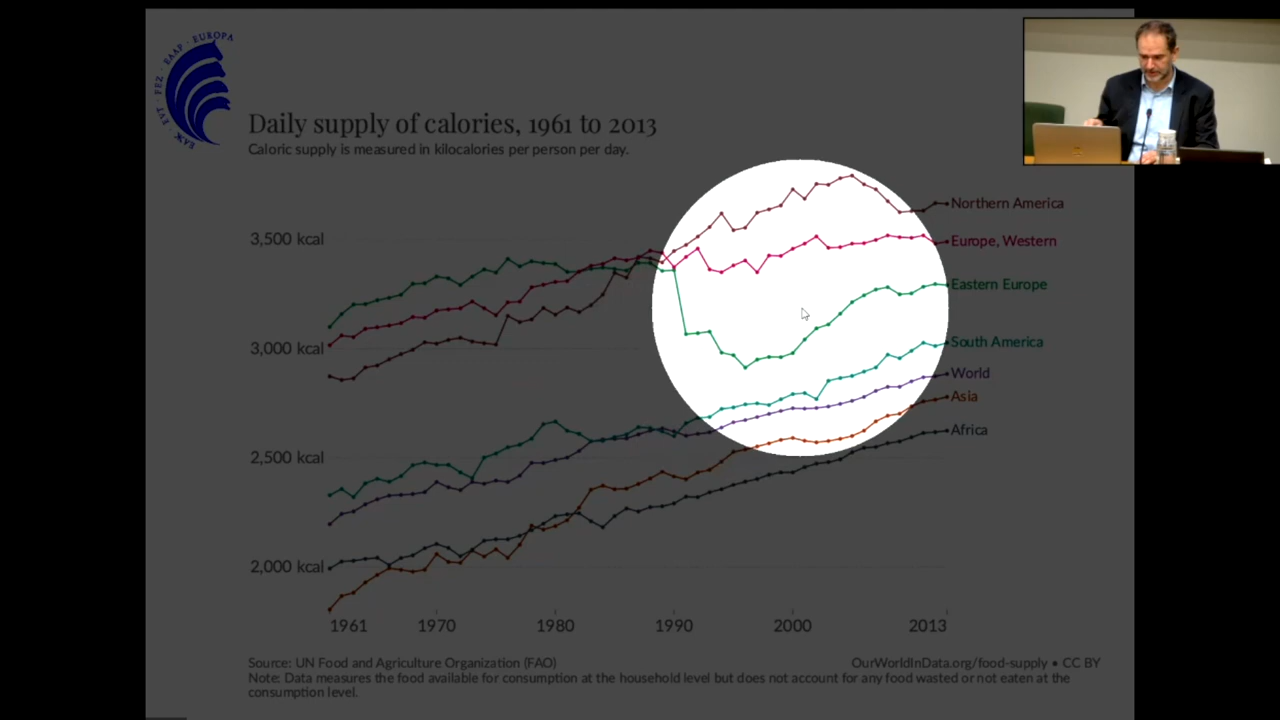 EVT · FEZ · EAAP · EUROPA
ЕАЖ
Daily supply of calories, 1961 to 2013
Caloric supply is measured in kilocalories per person per day.
Northern America
3,500 kcal
Europe, Western
Eastern Europe
South America
3,000 kcal
World
Asia
Africa
2,500 kcal
2,000 kcal
1961
1970
1980
1990
2000
2013
Source: UN Food and Agriculture Organization (FAO)
OurWorldInData.org/food-supply • CC BY
Note: Data measures the food available for consumption at the household level but does not account for any food wasted or not eaten at the
consumption level.